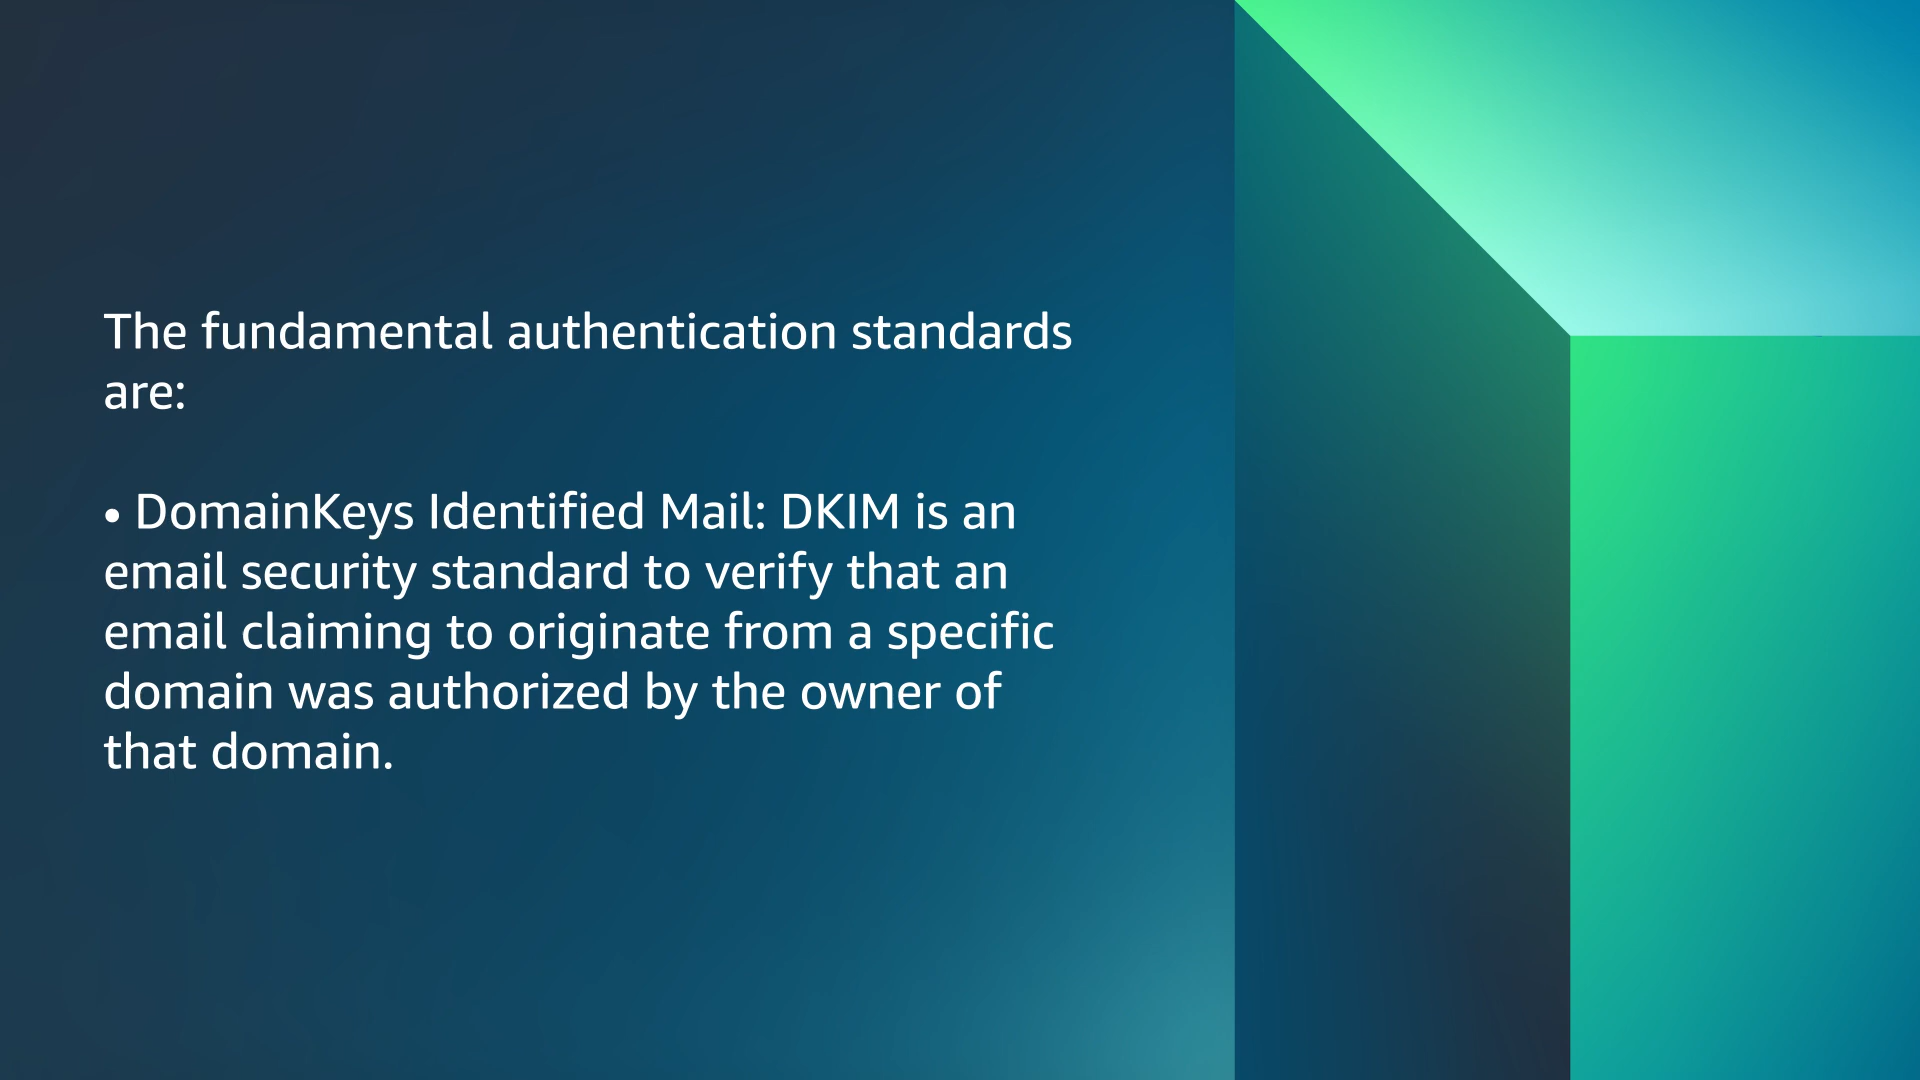 The fundamental authentication standards
are:
• DomainKeys Identified Mail: DKIM is an
email security standard to verify that an
email claiming to originate from a specific
domain was authorized by the owner of
that domain.